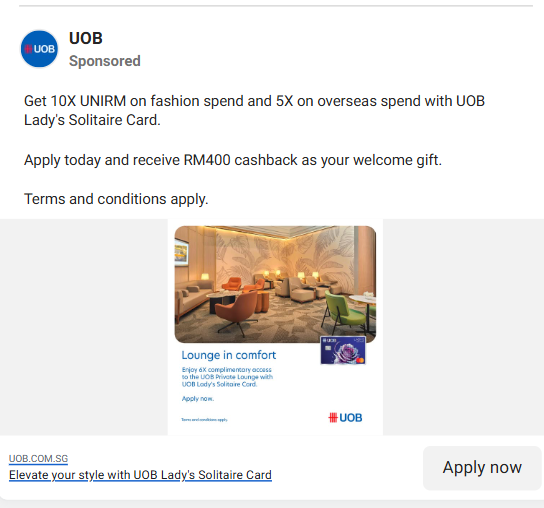 UOB
UOB
Sponsored
Get 10X UNIRM on fashion spend and 5X on overseas spend with UOB
Lady's Solitaire Card.
Apply today and receive RM400 cashback as your welcome gift.
Terms and conditions apply.
Lounge in comfort
UOB
Enjoy 6X complimentary access
to the UOB Private Lounge with
UOB Lady's Solitaire Card.
Apply now.
Terms and conditions apply.
UOB
UOB.COM.SG
Elevate your style with UOB Lady's Solitaire Card
Apply now